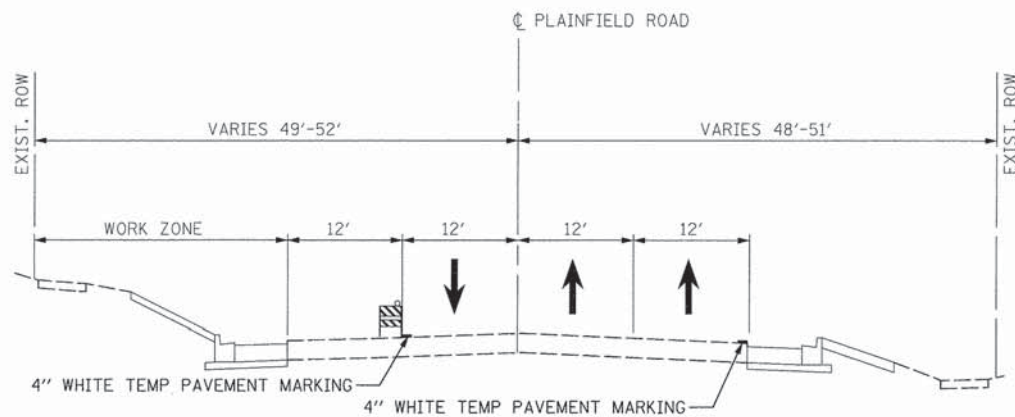 ℄ PLAINFIELD ROAD
EXIST. ROW
EXIST. ROW
VARIES 49'-52'
VARIES 48'-51'
WORK ZONE
12'
12'
12'
12'
4" WHITE TEMP PAVEMENT MARKING
4" WHITE TEMP PAVEMENT MARKING